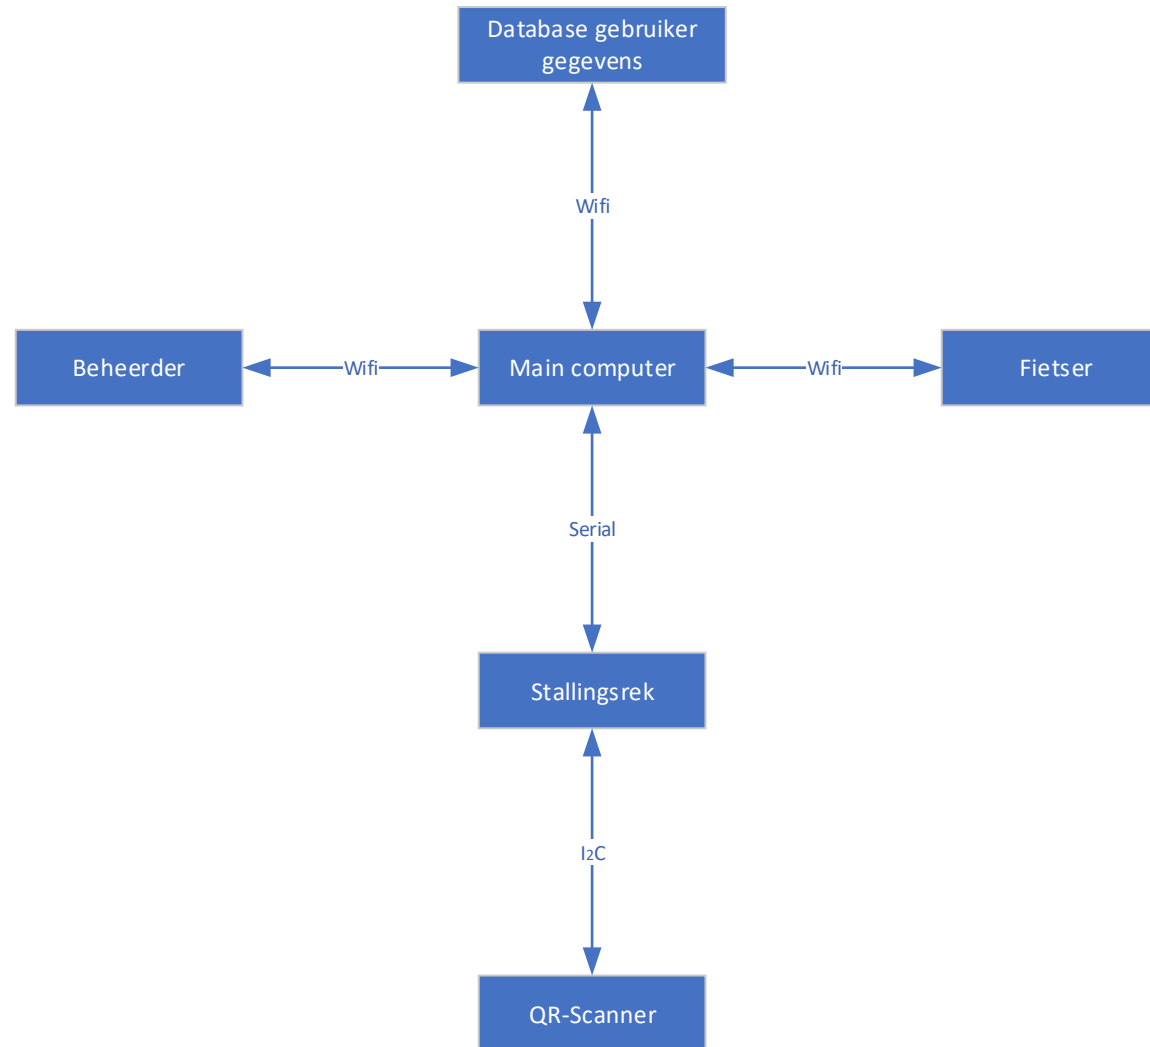 Database gebruiker
gegevens
Wifi
Beheerder
Wifi
Main computer
Wifi
Fietser
Serial
Stallingsrek
I2C
QR-Scanner